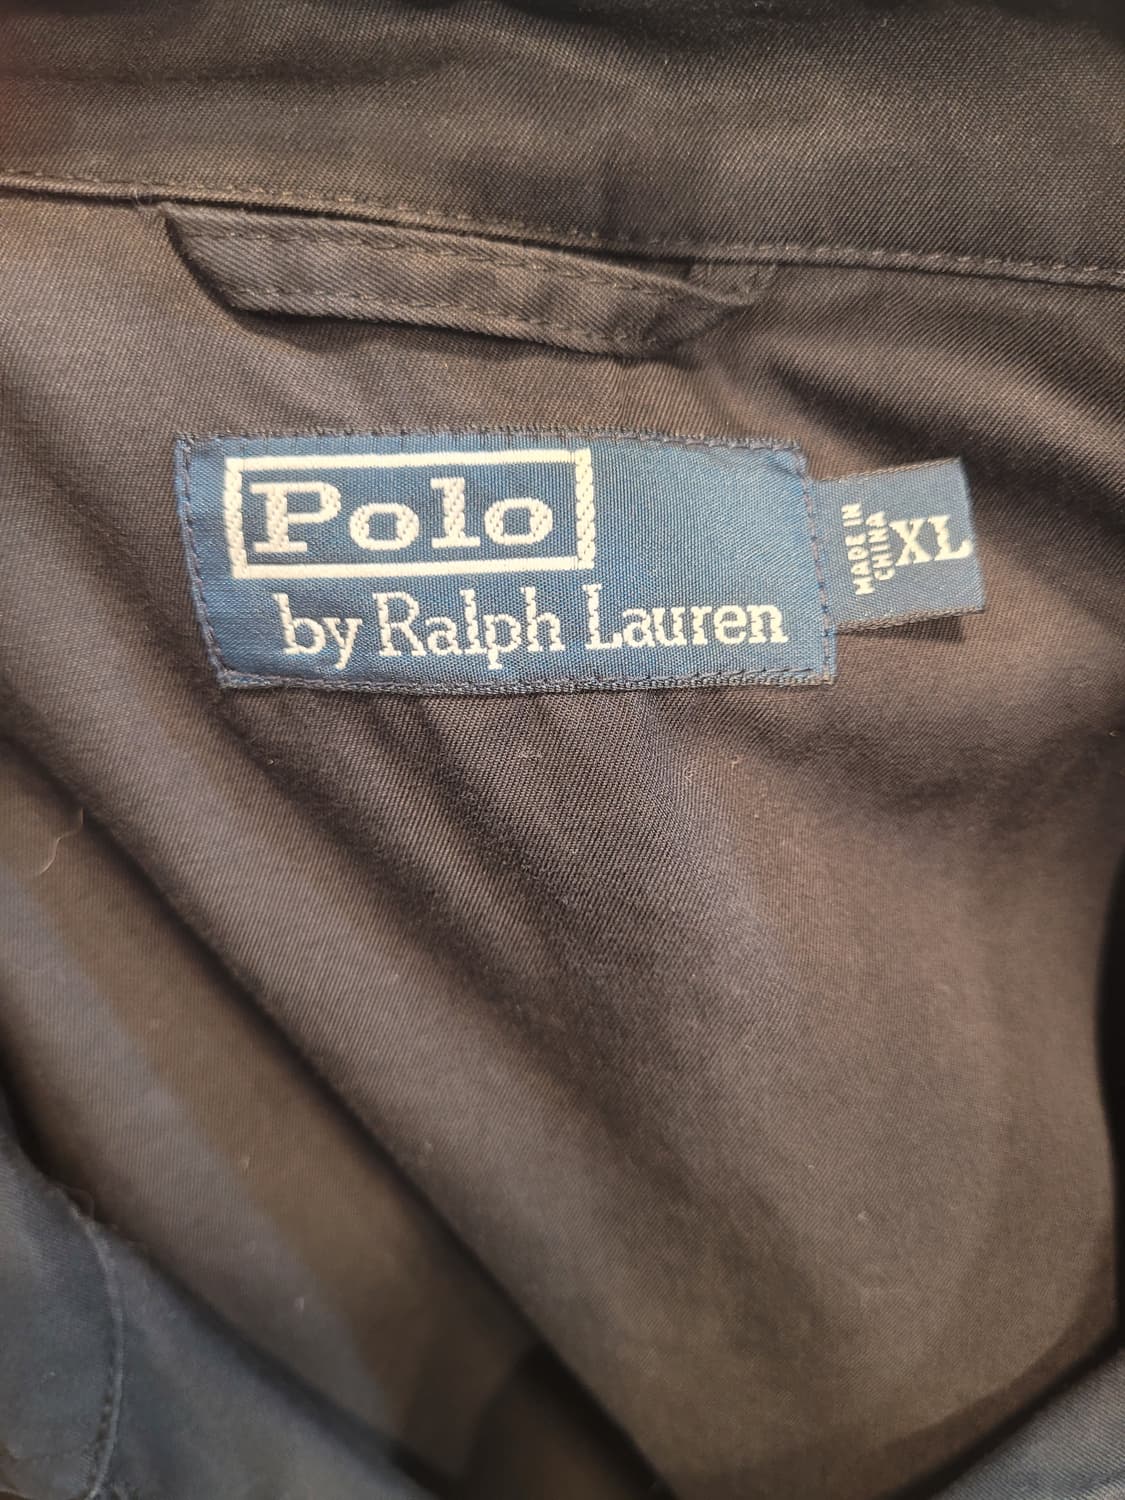 Polo
by Ralph Lauren
MADE IN
CHINA
XL